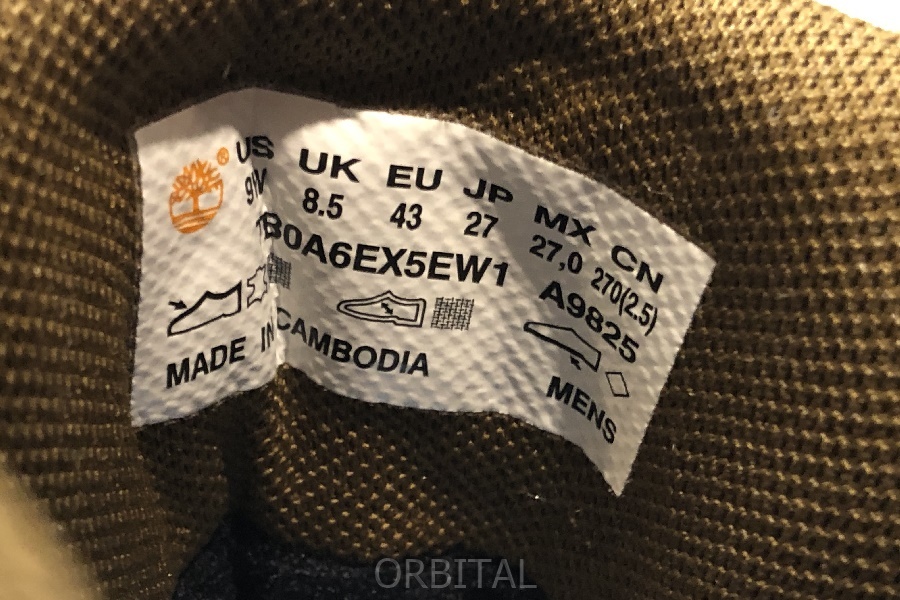 US UK EU JP MX CN
8.5 43 27 27,0 270(2.5)
B0A6EX5EW1 A9825
MADE IN CAMBODIA MENS
®
ORBITAL